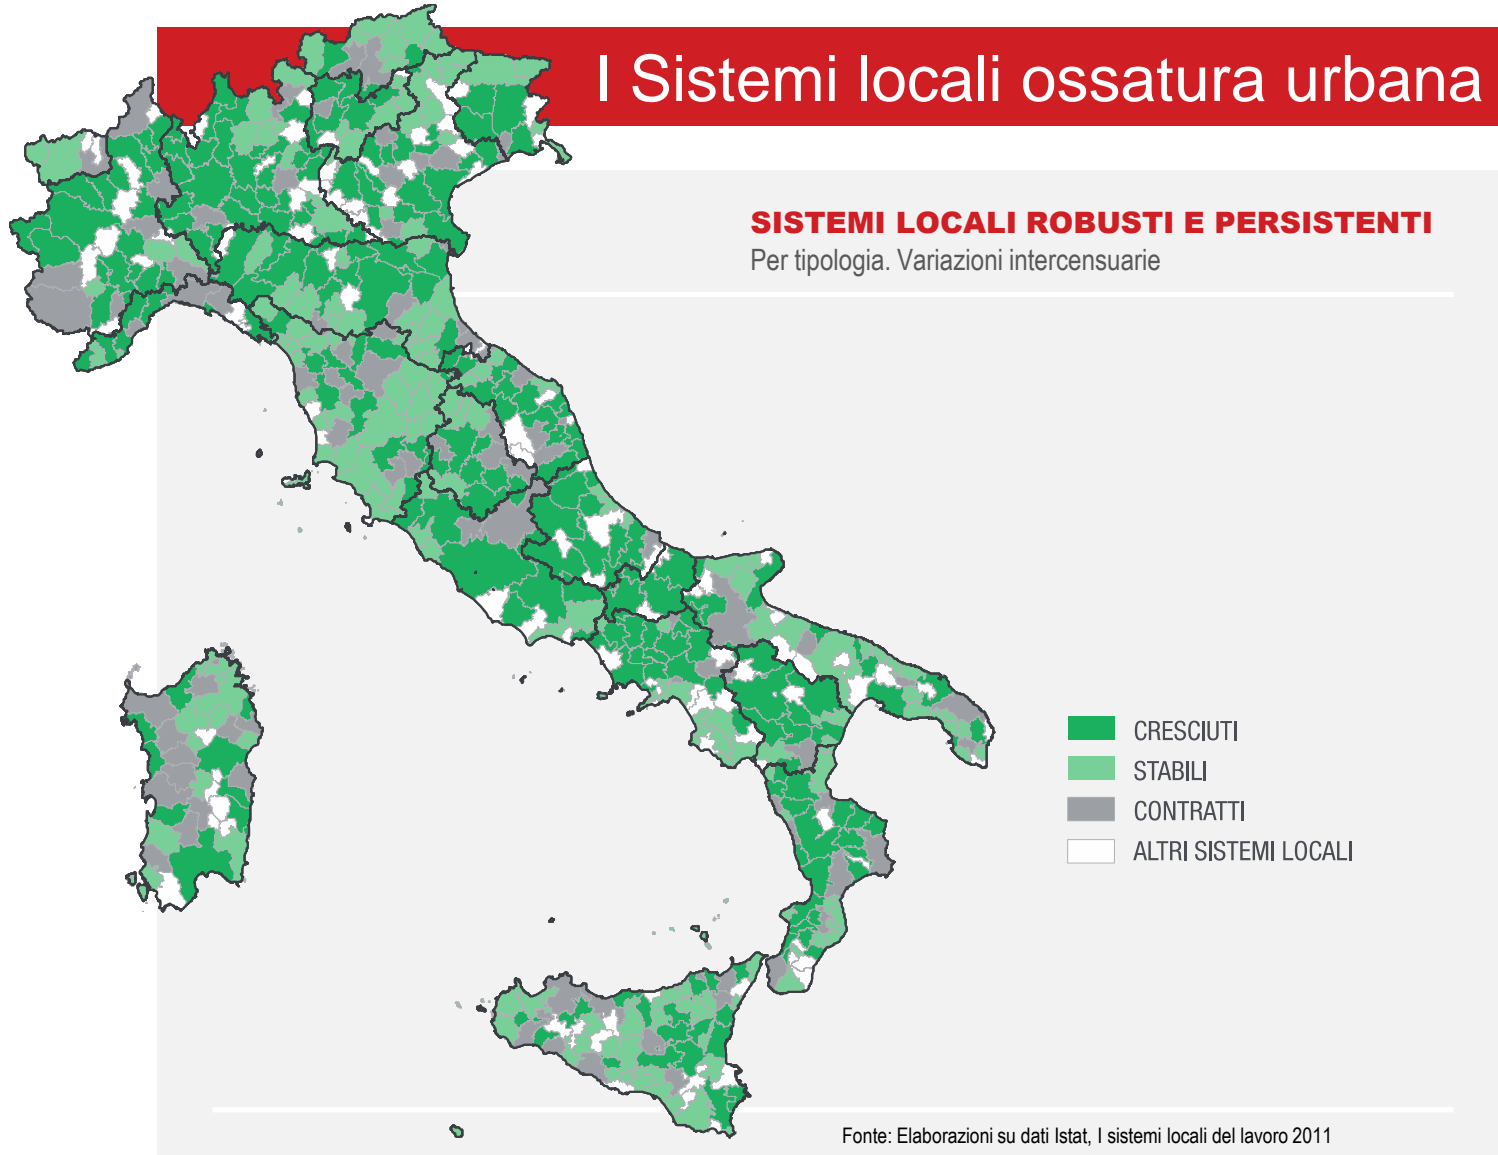 I Sistemi locali ossatura urbana
SISTEMI LOCALI ROBUSTI E PERSISTENTI
Per tipologia. Variazioni intercensuarie
CRESCIUTI
STABILI
CONTRATTI
ALTRI SISTEMI LOCALI
Fonte: Elaborazioni su dati Istat, I sistemi locali del lavoro 2011